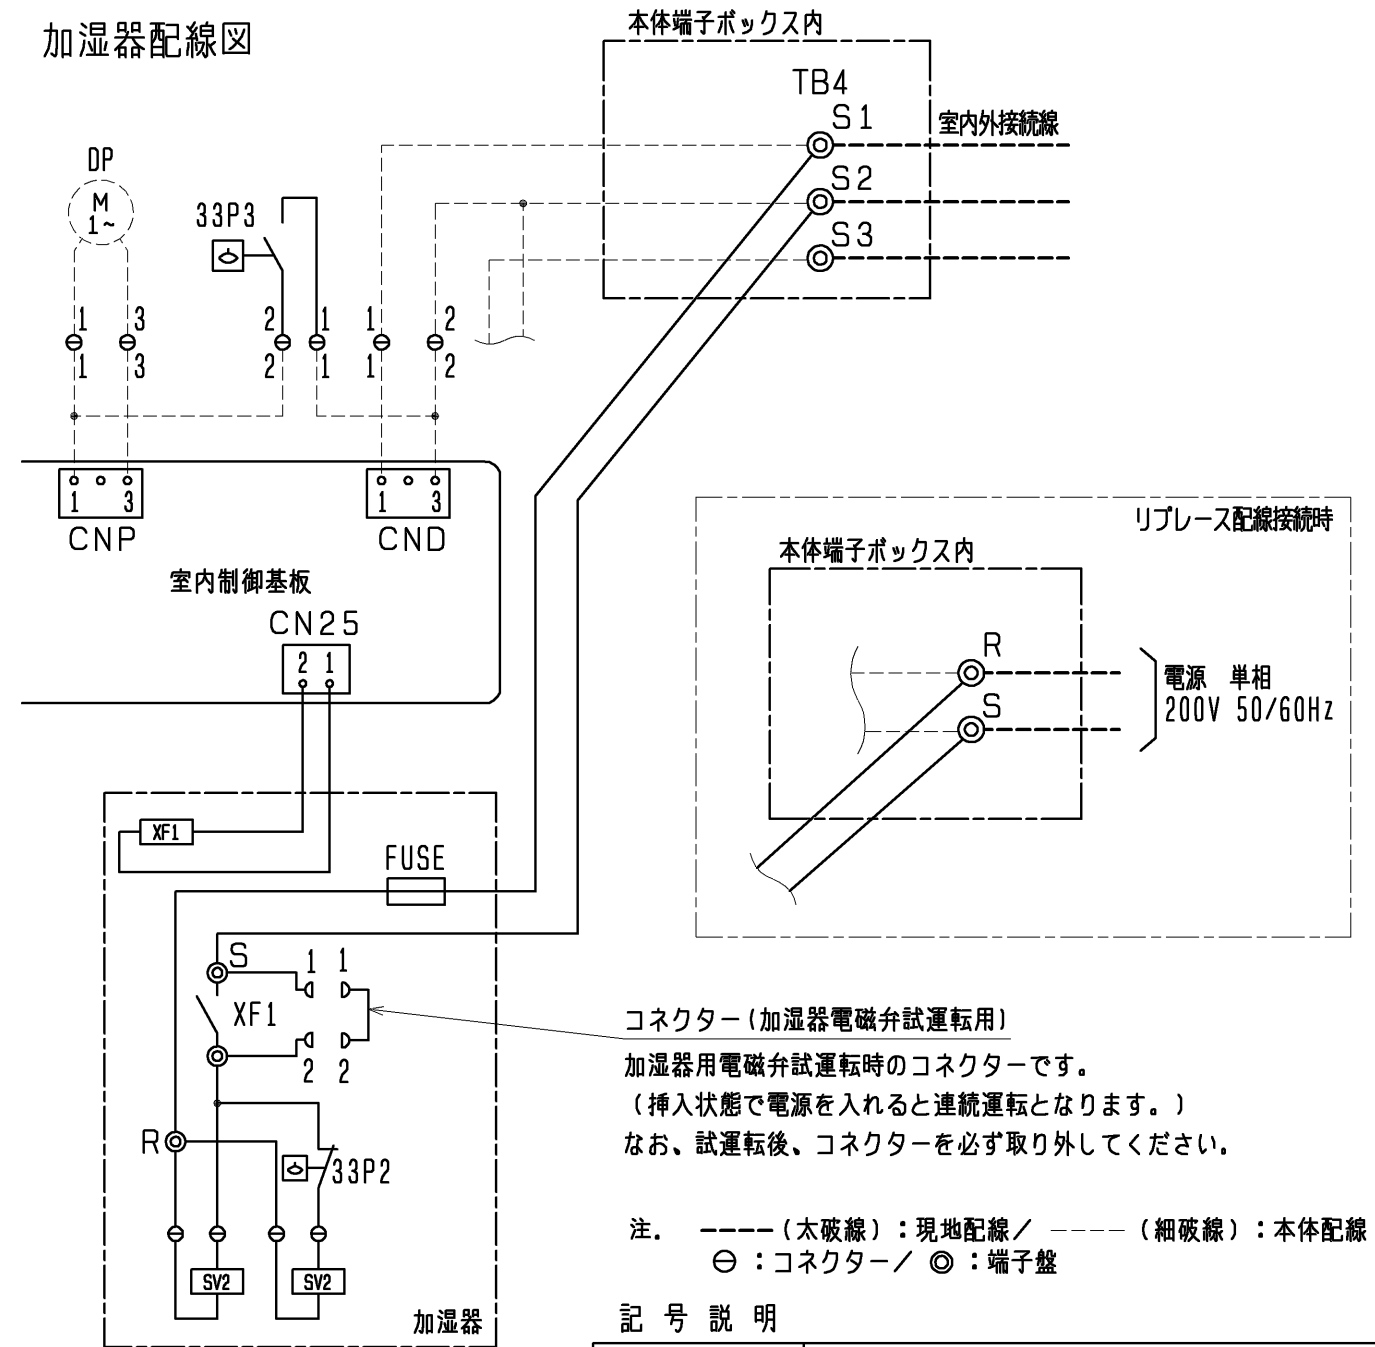 加湿器配線図
本体端子ボックス内
TB4
S1
室内外接続線
S2
S3
DP
M
1~
33P3
1 3 2 1 1 2
1 3 2 1 1 2
1 3
CNP
1 3
CND
室内制御基板
CN25
2 1
リプレース配線接続時
本体端子ボックス内
R
S
電源 単相
200V 50/60Hz
XF1
FUSE
S
1 1
XF1
2 2
R
33P2
SV2
SV2
加湿器
コネクター(加湿器電磁弁試運転用)
加湿器用電磁弁試運転時のコネクターです。
(挿入状態で電源を入れると連続運転となります。)
なお、試運転後、コネクターを必ず取り外してください。
注. ---- (太破線):現地配線/ ---- (細破線):本体配線
⊖:コネクター/ ◎:端子盤
記号説明